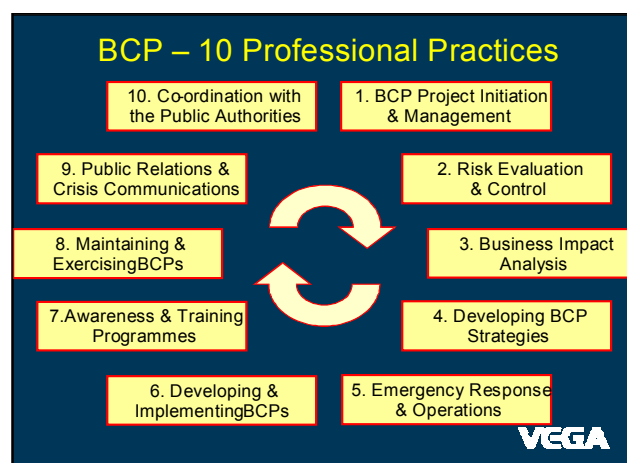 BCP – 10 Professional Practices
10. Co-ordination with
the Public Authorities
1. BCP Project Initiation
& Management
9. Public Relations &
Crisis Communications
2. Risk Evaluation
& Control
8. Maintaining &
ExercisingBCPs
3. Business Impact
Analysis
7.Awareness & Training
Programmes
4. Developing BCP
Strategies
6. Developing &
ImplementingBCPs
5. Emergency Response
& Operations
VEGA